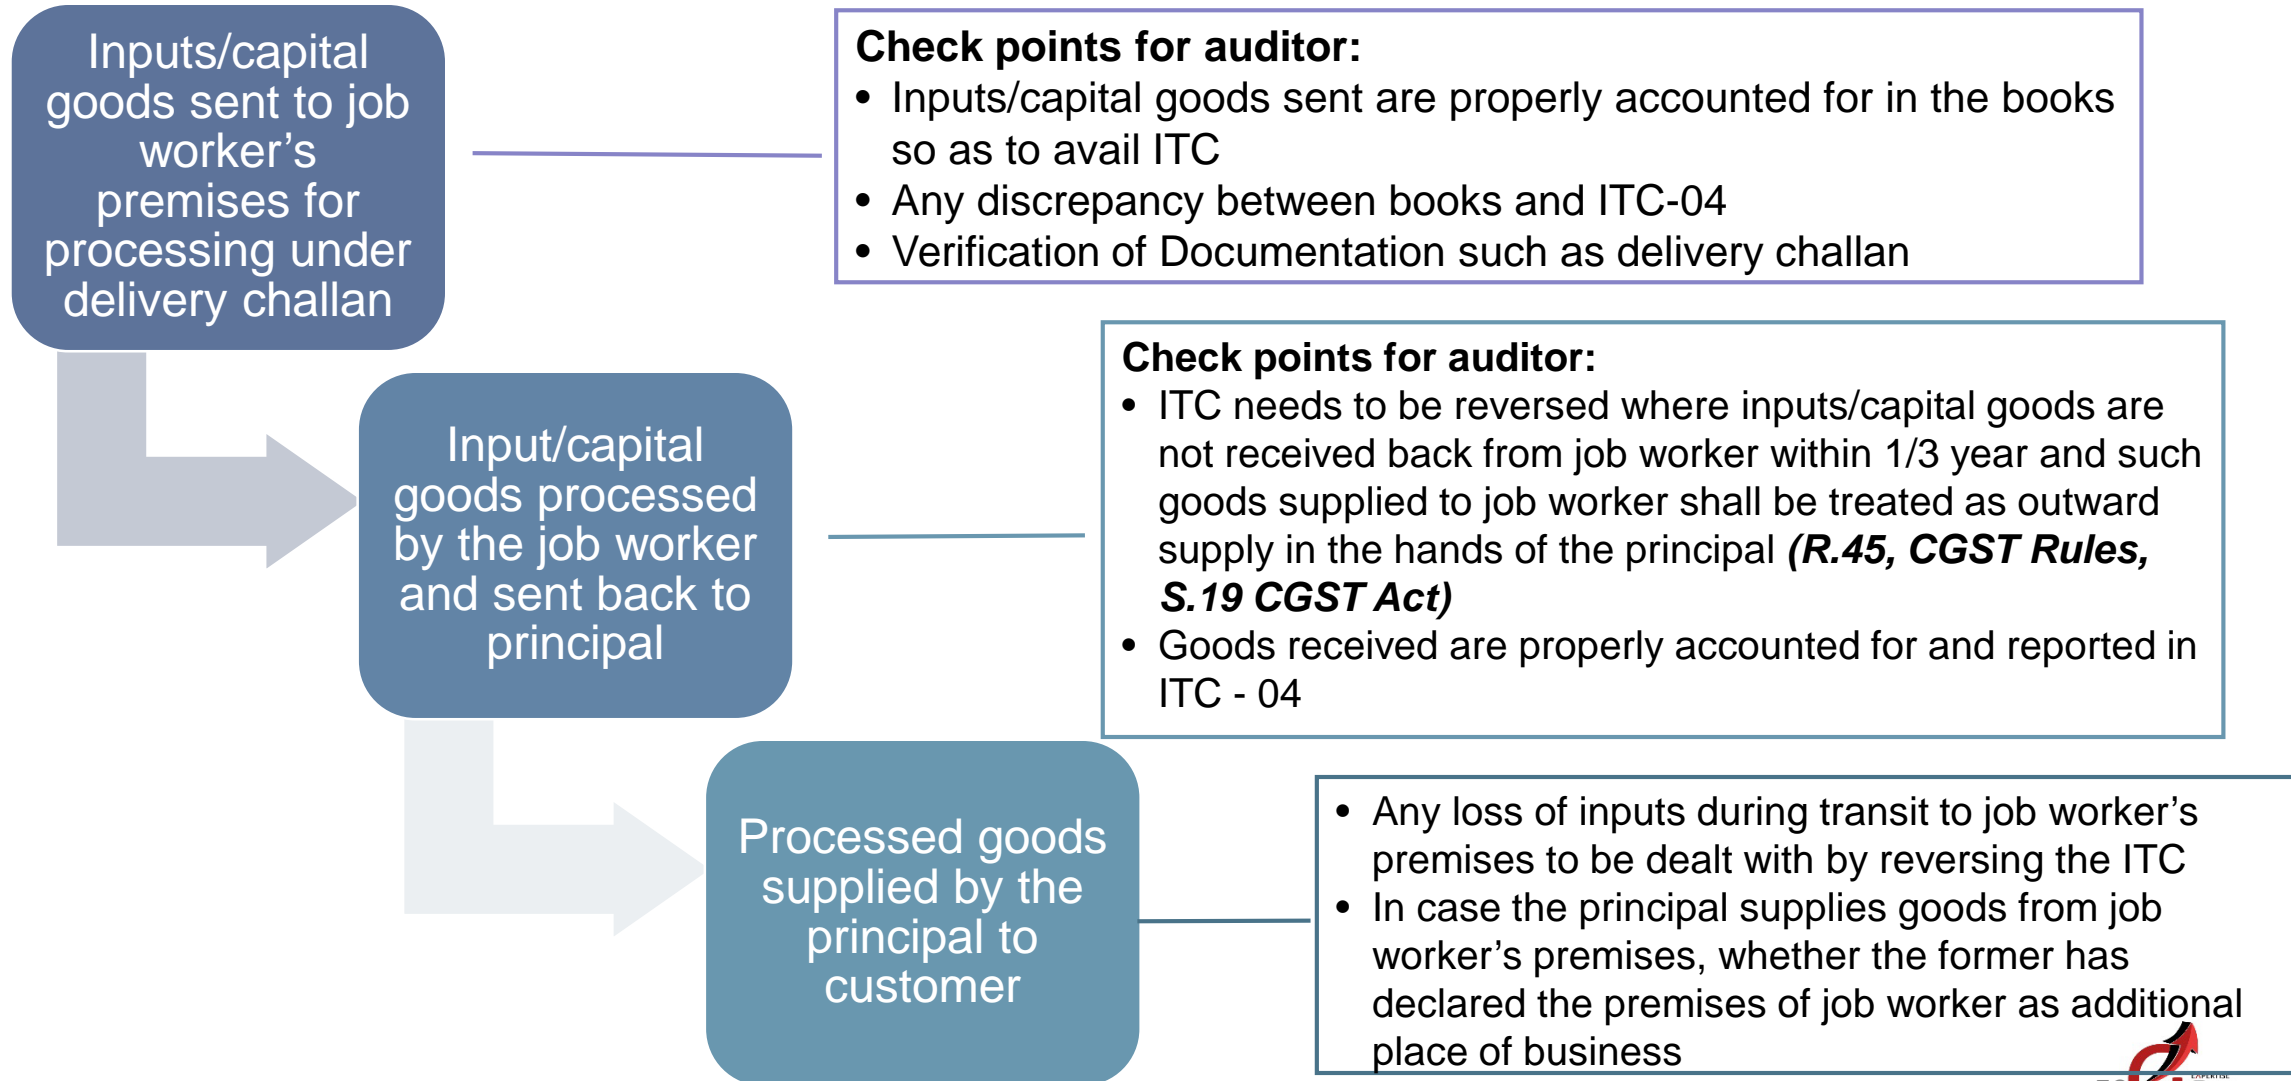 Inputs/capital
goods sent to job
worker’s
premises for
processing under
delivery challan
Check points for auditor:
• Inputs/capital goods sent are properly accounted for in the books
so as to avail ITC
• Any discrepancy between books and ITC-04
• Verification of Documentation such as delivery challan
Input/capital
goods processed
by the job worker
and sent back to
principal
Check points for auditor:
• ITC needs to be reversed where inputs/capital goods are
not received back from job worker within 1/3 year and such
goods supplied to job worker shall be treated as outward
supply in the hands of the principal (R.45, CGST Rules,
S.19 CGST Act)
• Goods received are properly accounted for and reported in
ITC - 04
Processed goods
supplied by the
principal to
customer
• Any loss of inputs during transit to job worker’s
premises to be dealt with by reversing the ITC
• In case the principal supplies goods from job
worker’s premises, whether the former has
declared the premises of job worker as additional
place of business
EXPERTISE